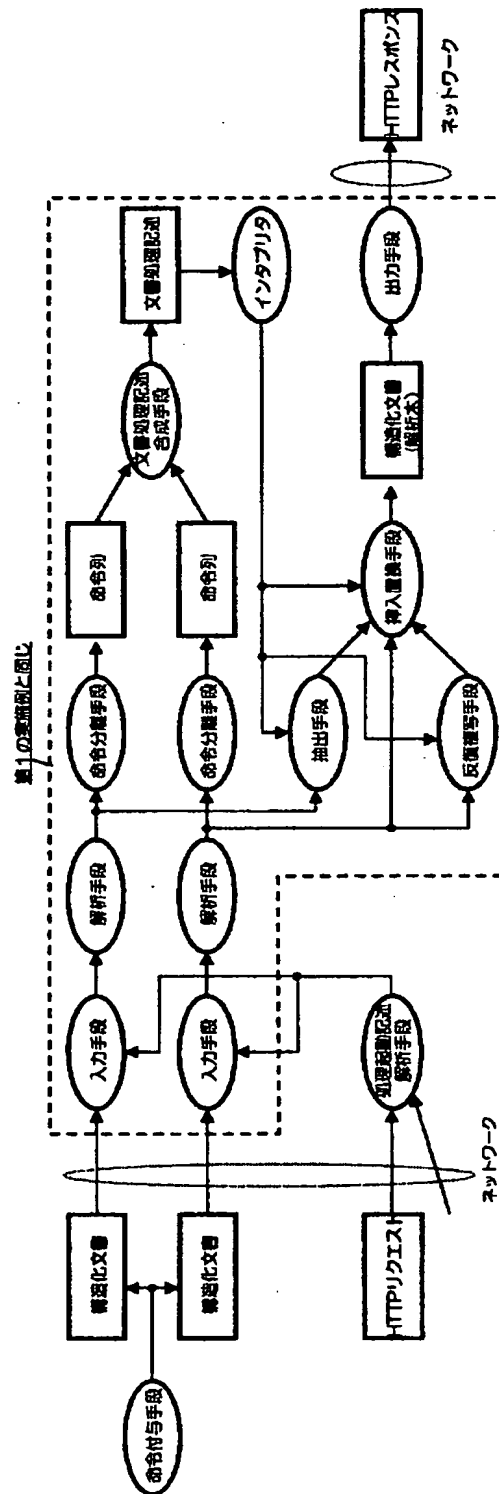 第1の実施例と同じ
命令付与手段
構造化文書
構造化文書
HTTPリクエスト
ネットワーク
入力手段
入力手段
処理起動記述
解析手段
解析手段
解析手段
命令分離手段
命令分離手段
抽出手段
反復複写手段
命令列
命令列
挿入置換手段
文書処理記述
合成手段
構造化文書
(解析木)
文書処理記述
インタプリタ
出力手段
HTTPレスポンス
ネットワーク